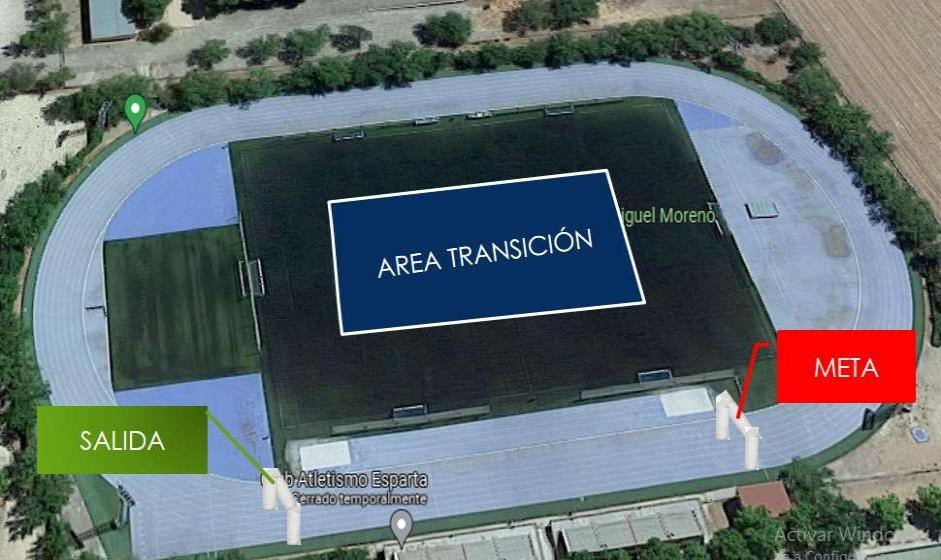 iguel Moreno
AREA TRANSICIÓN
META
SALIDA
b Atletismo Esparta
Cerrado temporalmente
Activar Windo